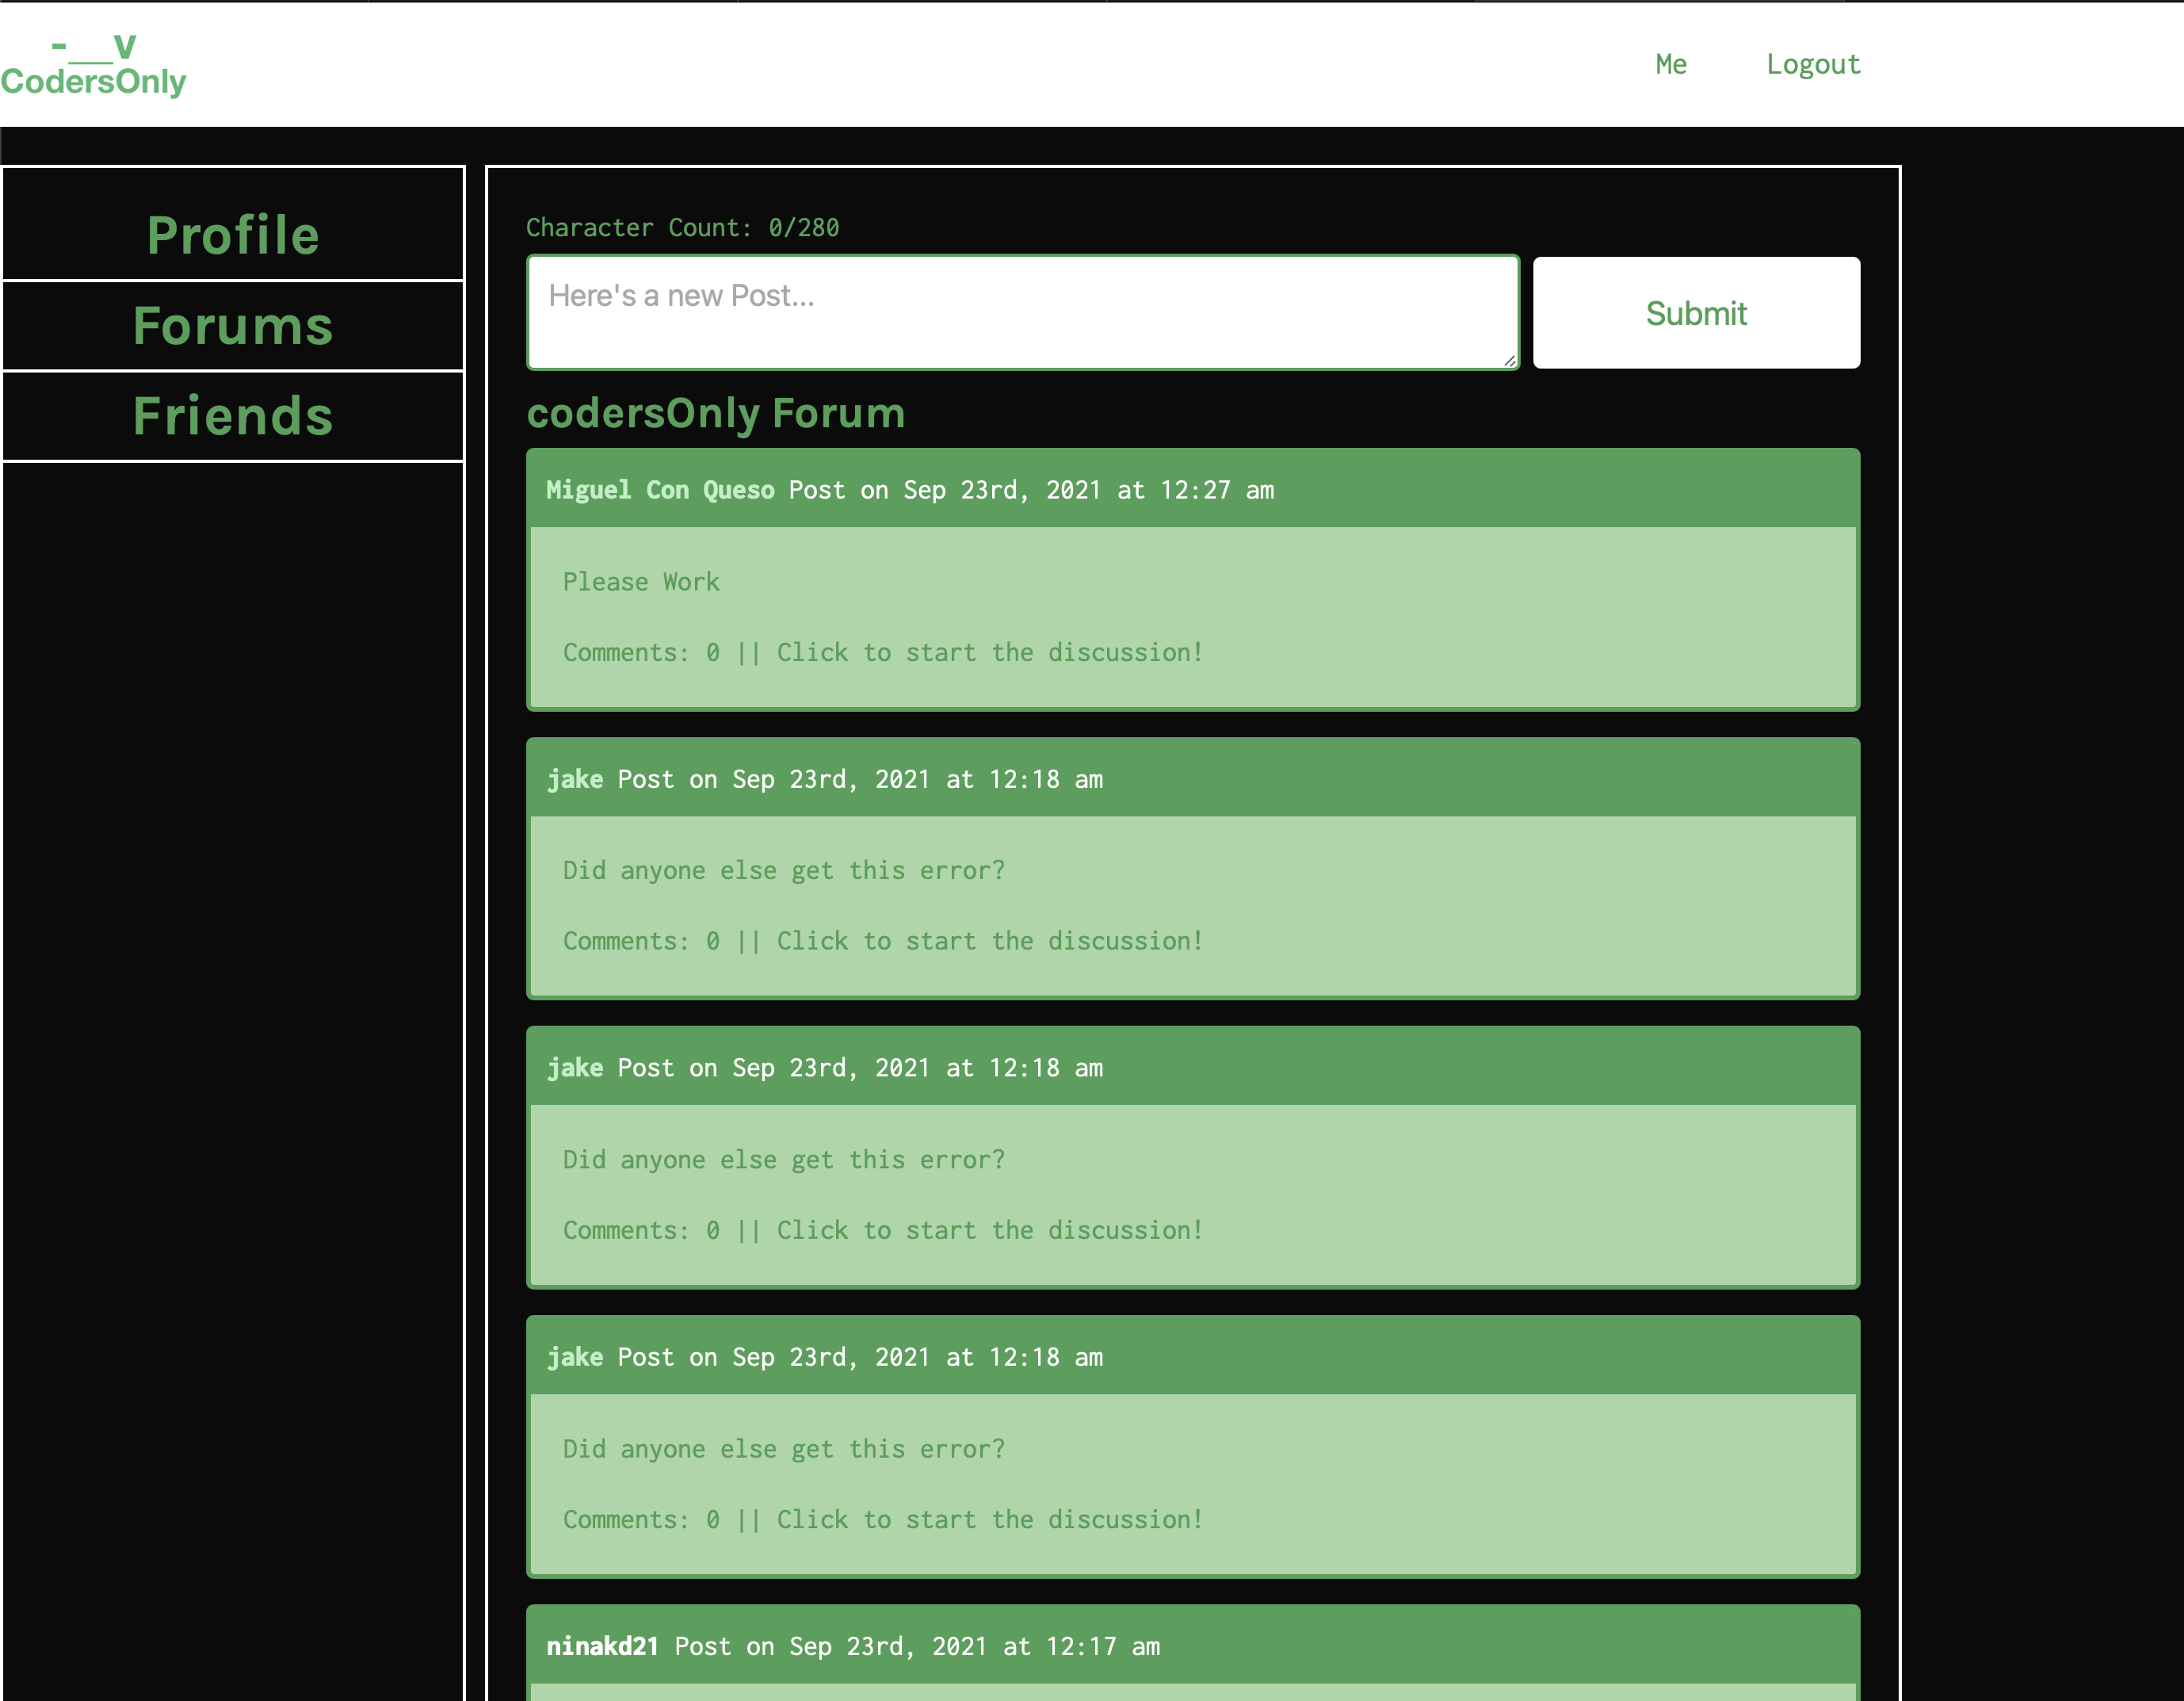 -__v
CodersOnly
Me
Logout
Profile
Forums
Friends
Character Count: 0/280
Here's a new Post...
Submit
codersOnly Forum
Miguel Con Queso Post on Sep 23rd, 2021 at 12:27 am
Please Work
Comments: 0 || Click to start the discussion!
jake Post on Sep 23rd, 2021 at 12:18 am
Did anyone else get this error?
Comments: 0 || Click to start the discussion!
jake Post on Sep 23rd, 2021 at 12:18 am
Did anyone else get this error?
Comments: 0 || Click to start the discussion!
jake Post on Sep 23rd, 2021 at 12:18 am
Did anyone else get this error?
Comments: 0 || Click to start the discussion!
ninakd21 Post on Sep 23rd, 2021 at 12:17 am